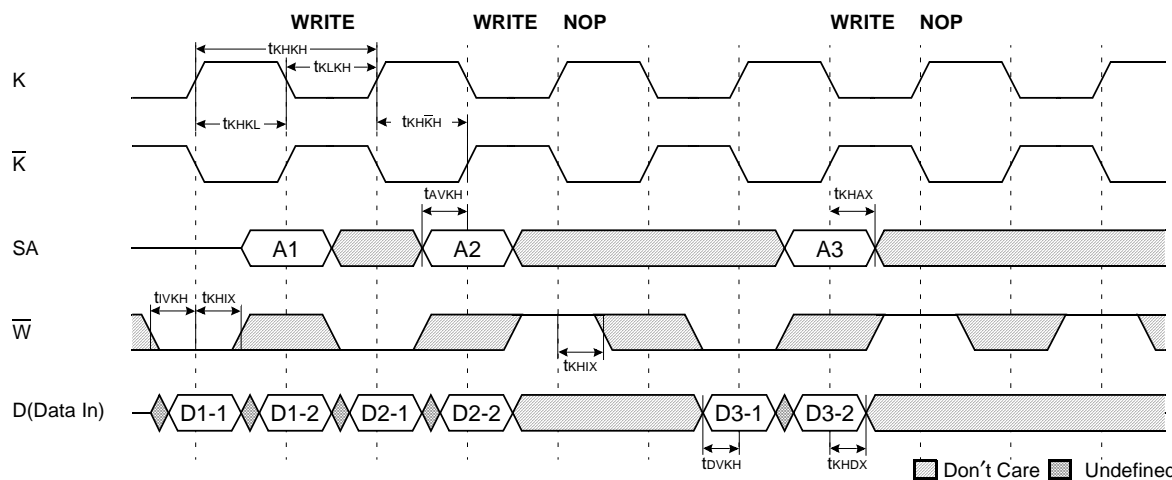 WRITE WRITE NOP WRITE NOP
tKHKH
tKLKH
K
tKHKL tKHK̅H
K̅
tAVKH tKHAX
SA A1 A2 A3
tIVKH tKHIX
W̅
tKHIX
D(Data In) D1-1 D1-2 D2-1 D2-2 D3-1 D3-2
tDVKH tKHDX
Don′t Care Undefined